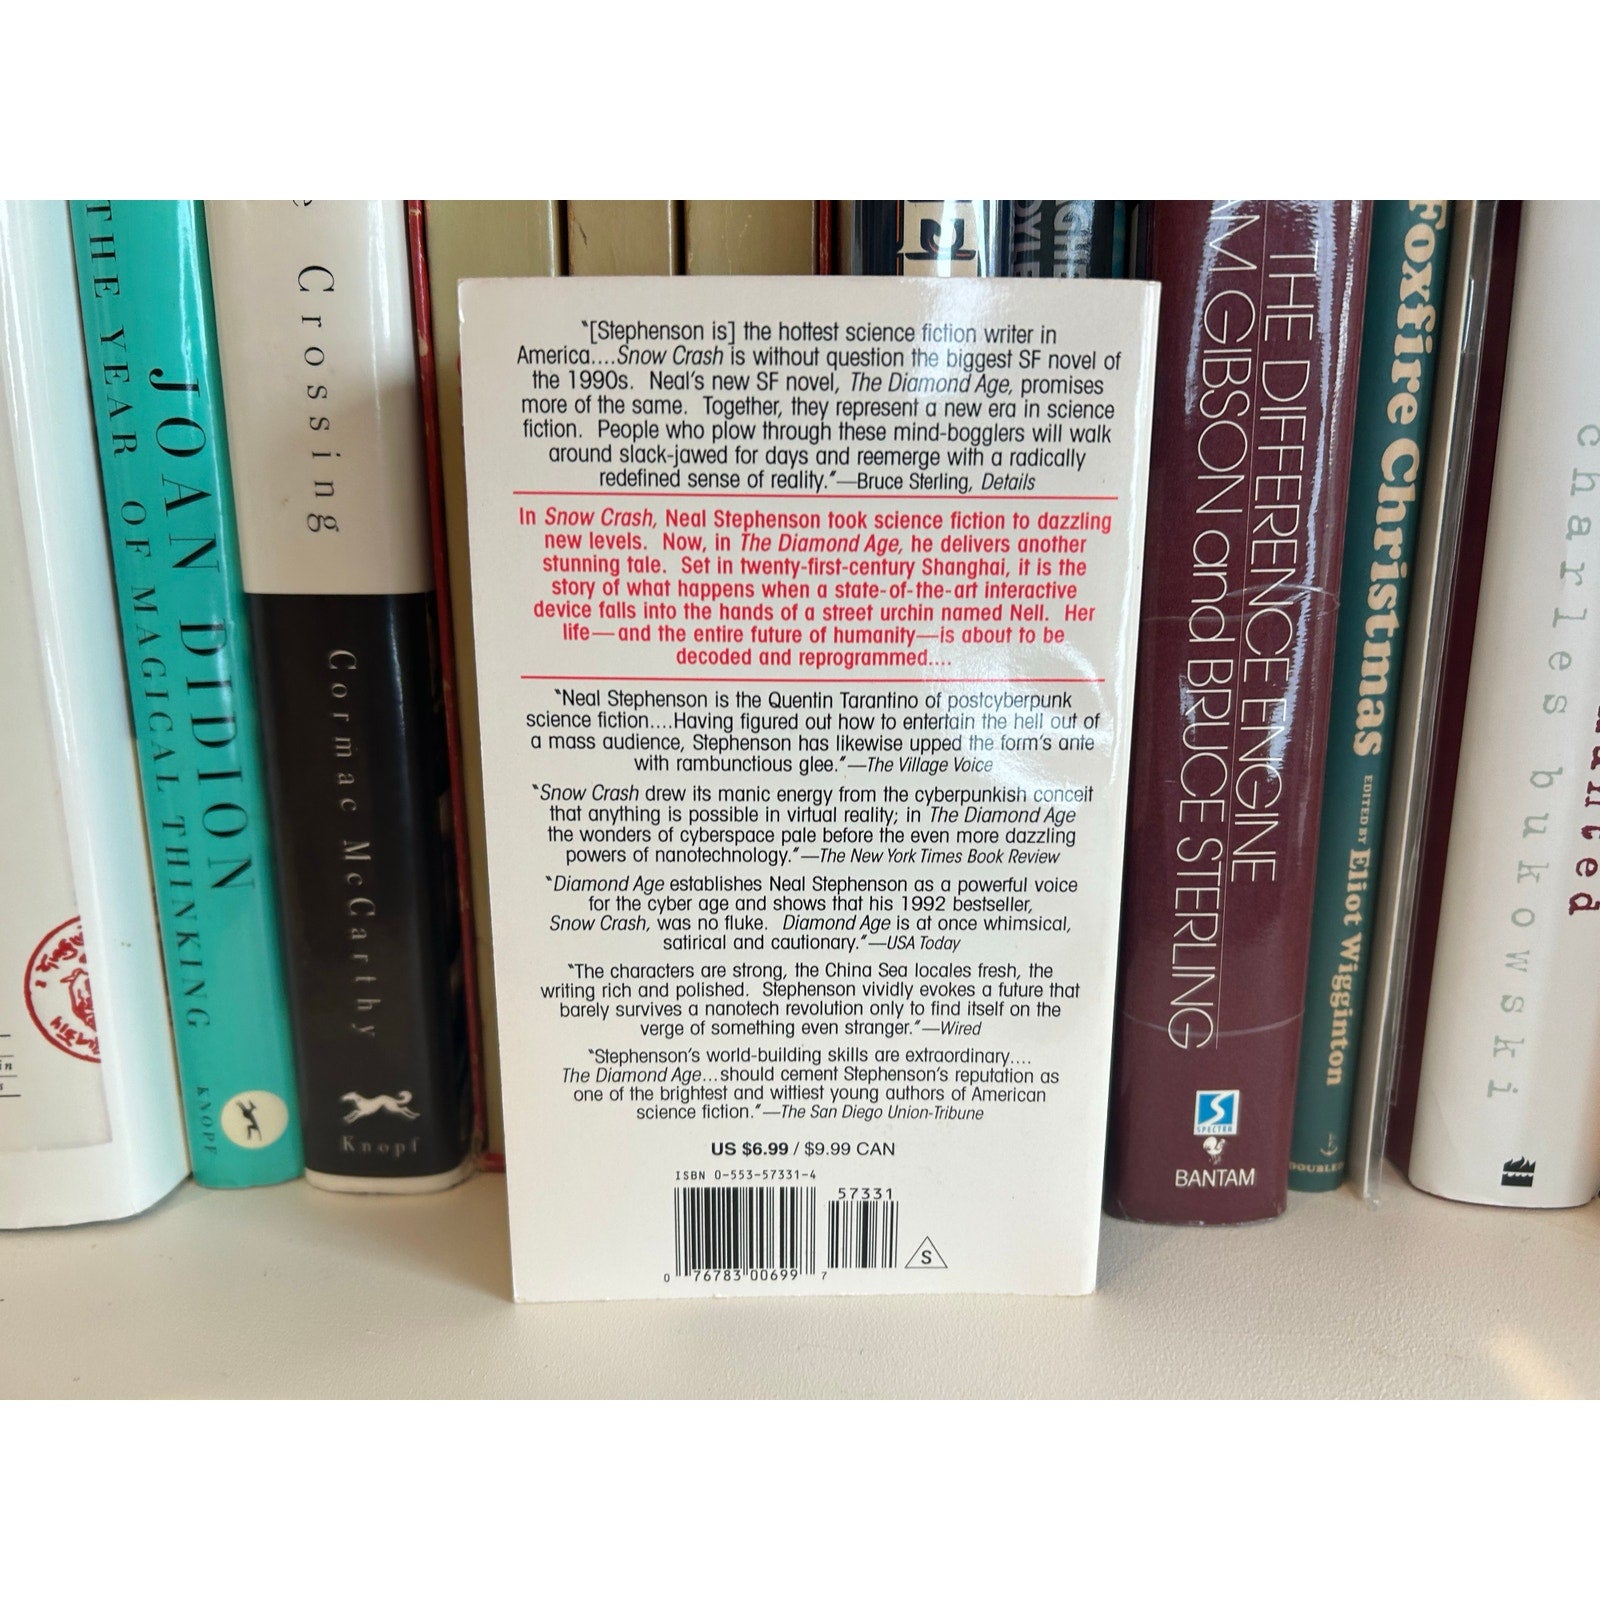 THE YEAR OF MAGICAL THINKING
JOAN DIDION
KNOPF
Crossing
Cormac McCarthy
Knopf
"[Stephenson is] the hottest science fiction writer in
America....Snow Crash is without question the biggest SF novel of
the 1990s. Neal's new SF novel, The Diamond Age, promises
more of the same. Together, they represent a new era in science
fiction. People who plow through these mind-bogglers will walk
around slack-jawed for days and reemerge with a radically
redefined sense of reality."—Bruce Sterling, Details
In Snow Crash, Neal Stephenson took science fiction to dazzling
new levels. Now, in The Diamond Age, he delivers another
stunning tale. Set in twenty-first-century Shanghai, it is the
story of what happens when a state-of-the-art interactive
device falls into the hands of a street urchin named Nell. Her
life—and the entire future of humanity—is about to be
decoded and reprogrammed....
"Neal Stephenson is the Quentin Tarantino of postcyberpunk
science fiction....Having figured out how to entertain the hell out of
a mass audience, Stephenson has likewise upped the form's ante
with rambunctious glee."—The Village Voice
"Snow Crash drew its manic energy from the cyberpunkish conceit
that anything is possible in virtual reality; in The Diamond Age
the wonders of cyberspace pale before the even more dazzling
powers of nanotechnology."—The New York Times Book Review
"Diamond Age establishes Neal Stephenson as a powerful voice
for the cyber age and shows that his 1992 bestseller,
Snow Crash, was no fluke. Diamond Age is at once whimsical,
satirical and cautionary."—USA Today
"The characters are strong, the China Sea locales fresh, the
writing rich and polished. Stephenson vividly evokes a future that
barely survives a nanotech revolution only to find itself on the
verge of something even stranger."—Wired
"Stephenson's world-building skills are extraordinary....
The Diamond Age...should cement Stephenson's reputation as
one of the brightest and wittiest young authors of American
science fiction."—The San Diego Union-Tribune
US $6.99 / $9.99 CAN
ISBN 0-553-57331-4
57331
0 76783 00699 7
S
THE DIFFERENCE ENGINE
AM GIBSON and BRUCE STERLING
SPECTRA
BANTAM
Foxfire Christmas
EDITED BY Eliot Wigginton
charles bukowski